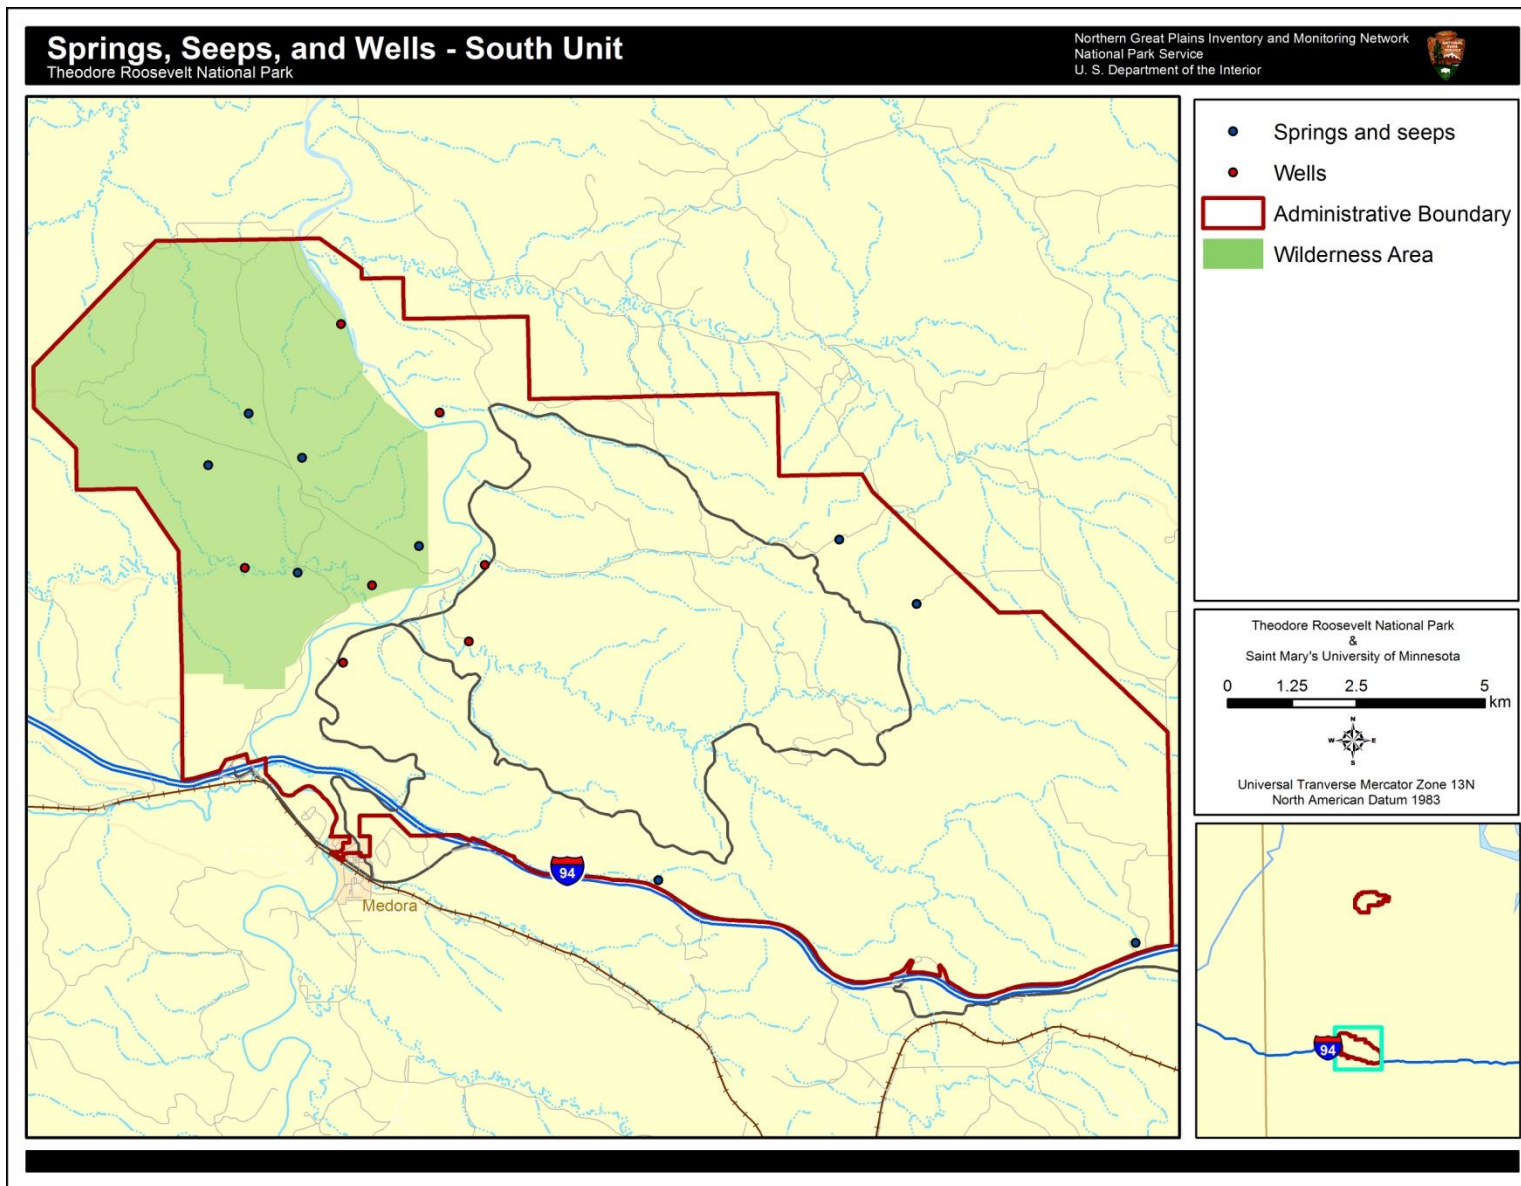 Springs, Seeps, and Wells - South Unit
Theodore Roosevelt National Park
Northern Great Plains Inventory and Monitoring Network
National Park Service
U. S. Department of the Interior
Springs and seeps
Wells
Administrative Boundary
Wilderness Area
94
Medora
Theodore Roosevelt National Park
&
Saint Mary's University of Minnesota
0 1.25 2.5 5
km
N
W E
S
Universal Tranverse Mercator Zone 13N
North American Datum 1983
94